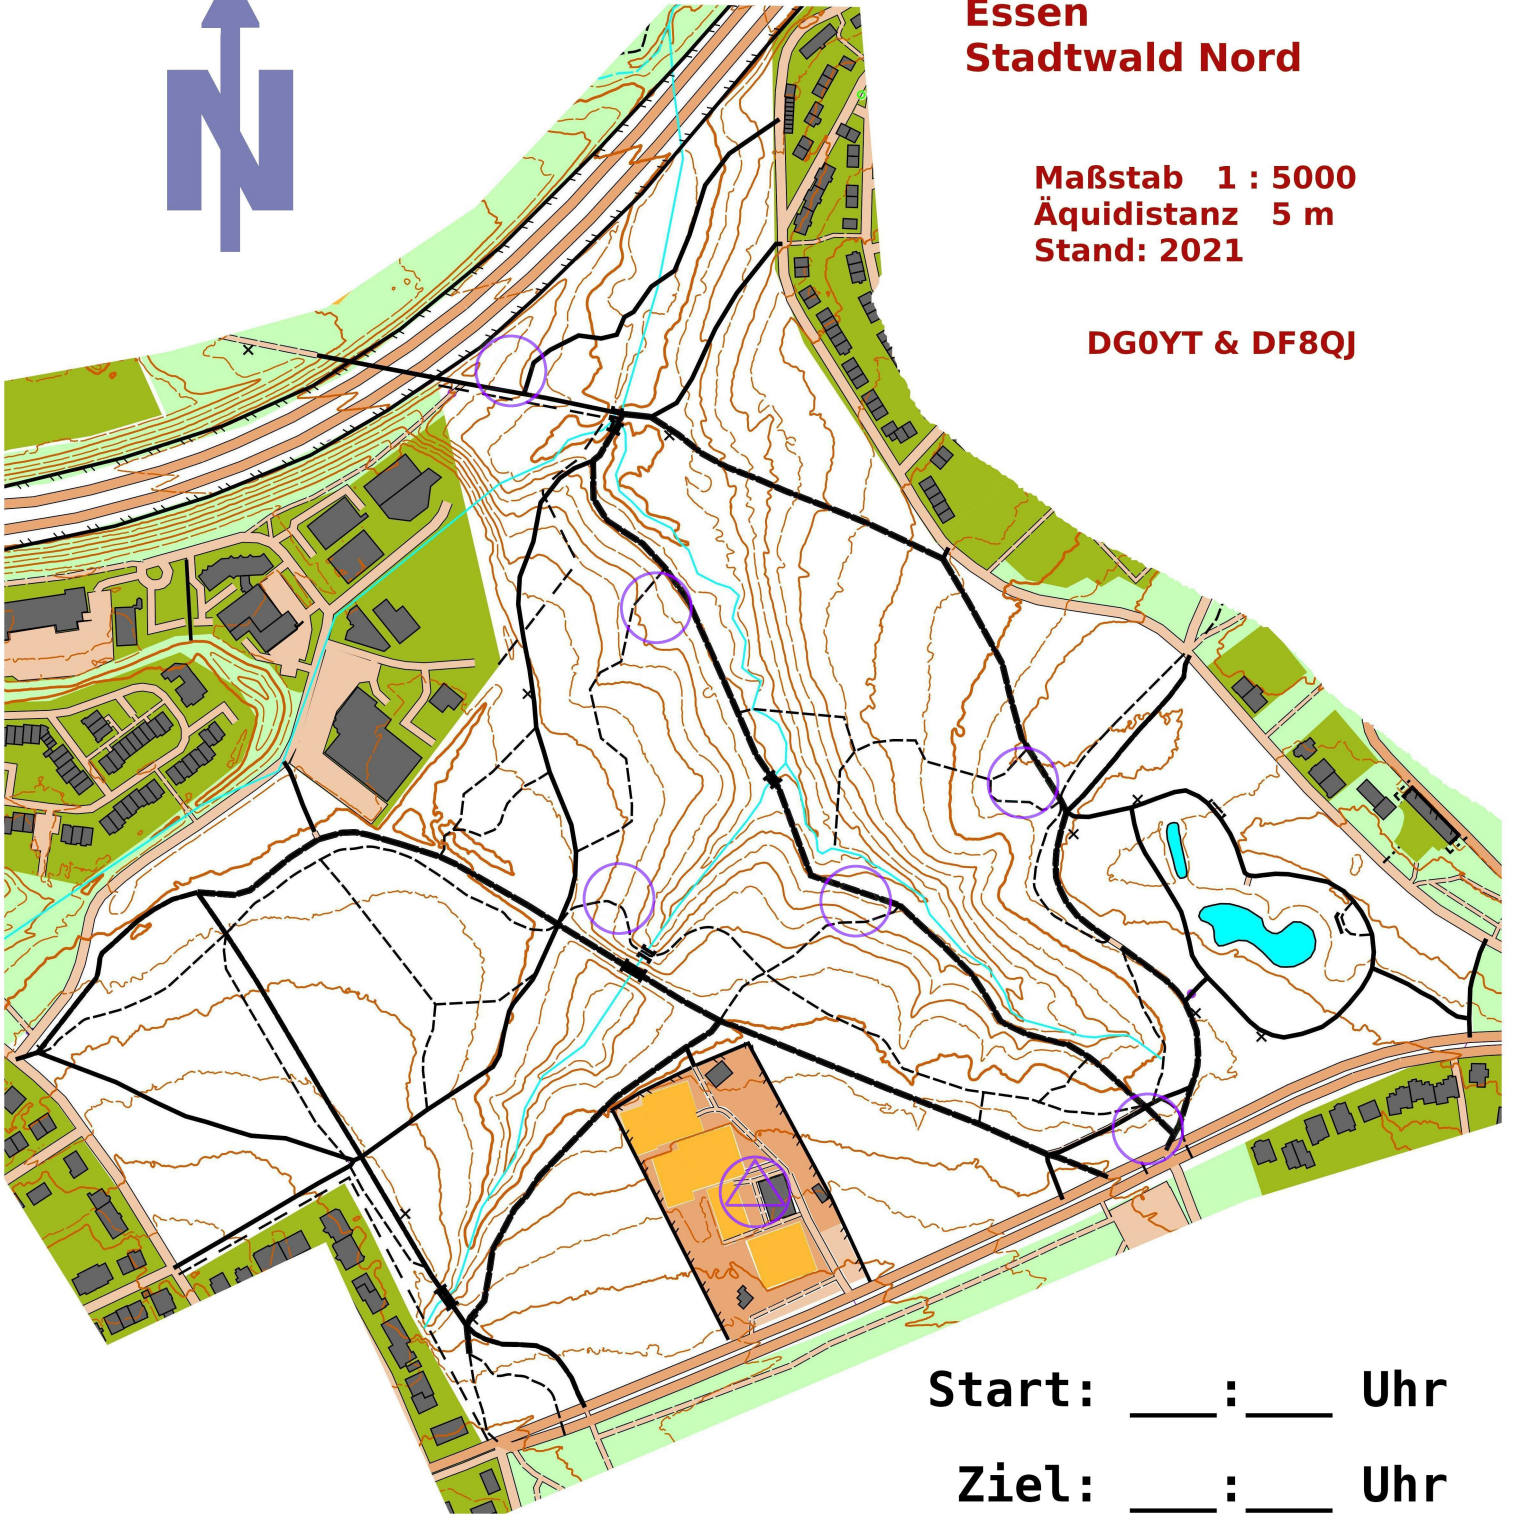 N
Essen
Stadtwald Nord
Maßstab 1 : 5000
Äquidistanz 5 m
Stand: 2021
DG0YT & DF8QJ
Start: ___:___ Uhr
Ziel: ___:___ Uhr